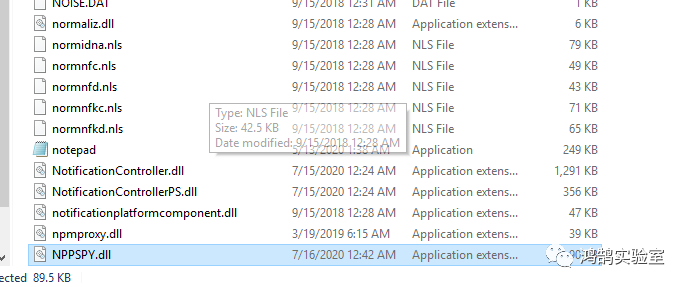 NOISE.DAT 9/15/2018 12:31 AM DAT File 1 KB
normaliz.dll 9/15/2018 12:28 AM Application extens...
normidna.nls 9/15/2018 12:28 AM NLS File 79 KB
normnfc.nls 9/15/2018 12:28 AM NLS File 49 KB
normnfd.nls 9/15/2018 12:28 AM NLS File 43 KB
normnfkc.nls 9/15/2018 12:28 AM NLS File 71 KB
Type: NLS File
normnfkd.nls 9/15/2018 12:28 AM NLS File 65 KB
Size: 42.5 KB
Date modified: 9/15/2018 12:28 AM
notepad 5/13/2020 1:38 AM Application 249 KB
NotificationController.dll 7/15/2020 12:24 AM Application extens... 1,291 KB
NotificationControllerPS.dll 7/15/2020 12:24 AM Application extens... 356 KB
notificationplatformcomponent.dll 9/15/2018 12:28 AM Application extens... 47 KB
npmproxy.dll 3/19/2019 6:15 AM Application extens... 39 KB
NPPSPY.dll 7/16/2020 12:42 AM Application extens...
鸿鹄实验室
ected 89.5 KB